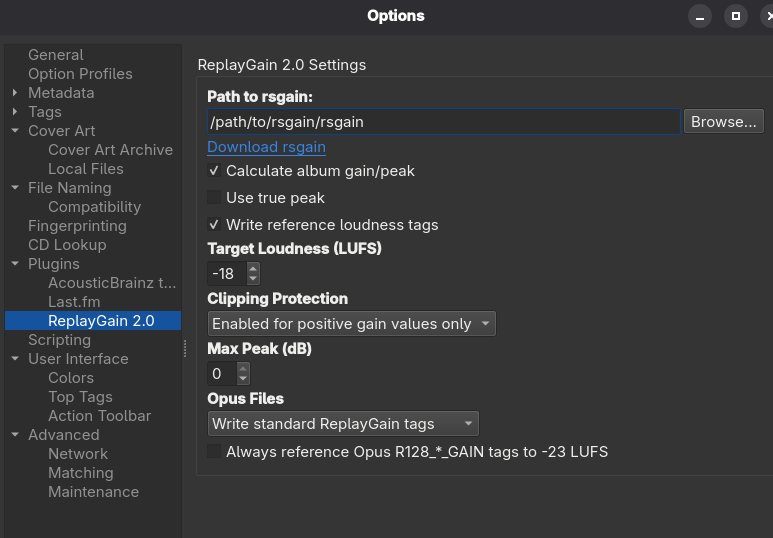 Options
General
Option Profiles
Metadata
Tags
Cover Art
Cover Art Archive
Local Files
File Naming
Compatibility
Fingerprinting
CD Lookup
Plugins
AcousticBrainz t...
Last.fm
ReplayGain 2.0
Scripting
User Interface
Colors
Top Tags
Action Toolbar
Advanced
Network
Matching
Maintenance
ReplayGain 2.0 Settings
Path to rsgain:
/path/to/rsgain/rsgain Browse...
Download rsgain
Calculate album gain/peak
Use true peak
Write reference loudness tags
Target Loudness (LUFS)
-18
Clipping Protection
Enabled for positive gain values only
Max Peak (dB)
0
Opus Files
Write standard ReplayGain tags
Always reference Opus R128_*_GAIN tags to -23 LUFS